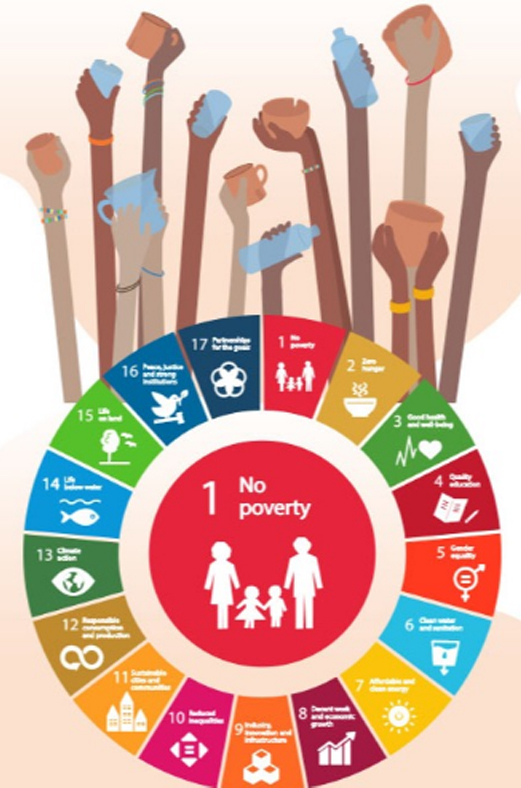 1 No
poverty
2 Zero
hunger
3 Good health
and well-being
4 Quality
education
5 Gender
equality
6 Clean water
and sanitation
7 Affordable and
clean energy
8 Decent work
and economic
growth
9 Industry,
innovation and
infrastructure
10 Reduced
inequalities
11 Sustainable
cities and
communities
12 Responsible
consumption
and production
13 Climate
action
14 Life
below water
15 Life
on land
16 Peace, justice
and strong
institutions
17 Partnerships
for the goals
1 No
poverty